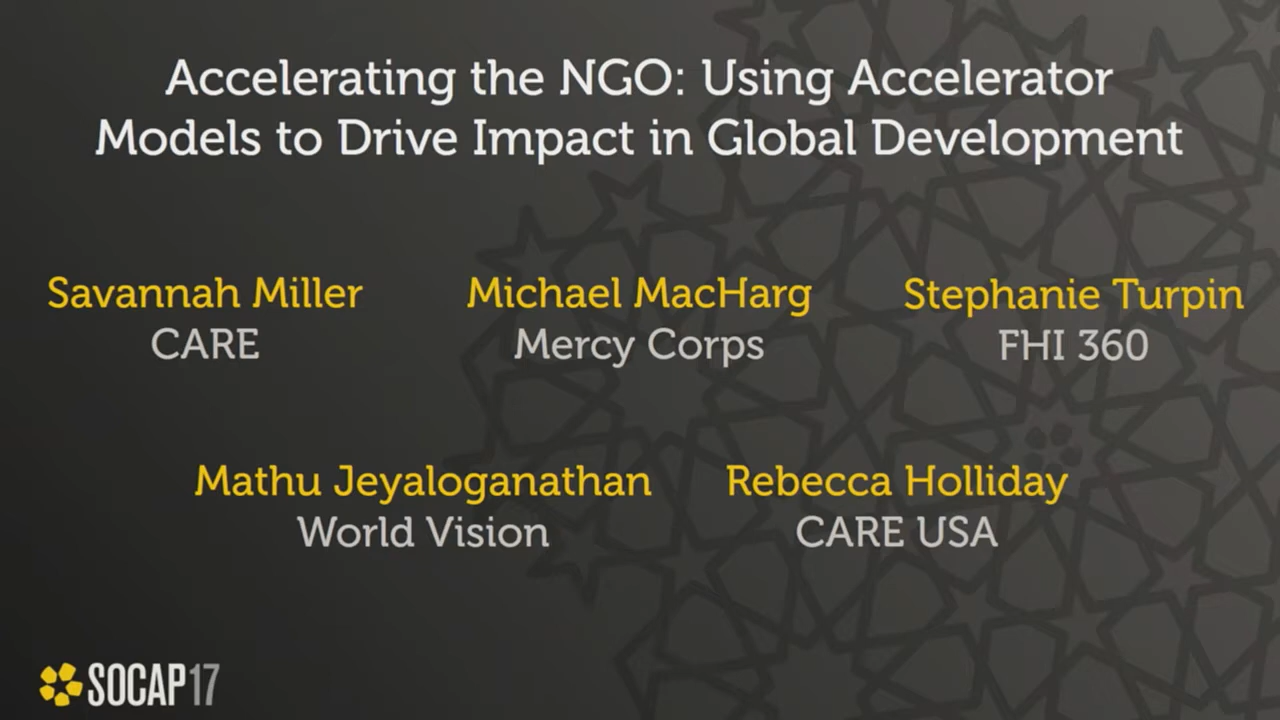 Accelerating the NGO: Using Accelerator
Models to Drive Impact in Global Development
Savannah Miller
CARE
Michael MacHarg
Mercy Corps
Stephanie Turpin
FHI 360
Mathu Jeyaloganathan
World Vision
Rebecca Holliday
CARE USA
SOCAP17